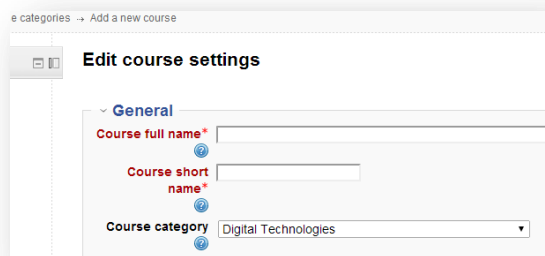 e categories → Add a new course
Edit course settings
General
Course full name*
Course short
name*
Course category
Digital Technologies